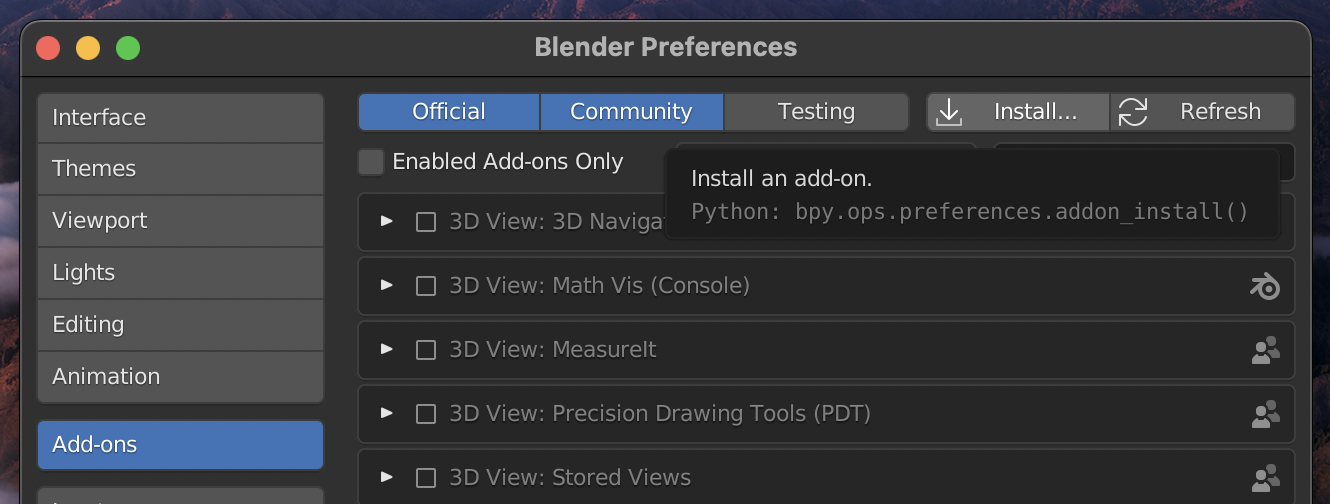 Blender Preferences
Interface
Themes
Viewport
Lights
Editing
Animation
Add-ons
Official Community Testing Install... Refresh
Enabled Add-ons Only
Install an add-on.
Python: bpy.ops.preferences.addon_install()
3D View: 3D Naviga
3D View: Math Vis (Console)
3D View: MeasureIt
3D View: Precision Drawing Tools (PDT)
3D View: Stored Views